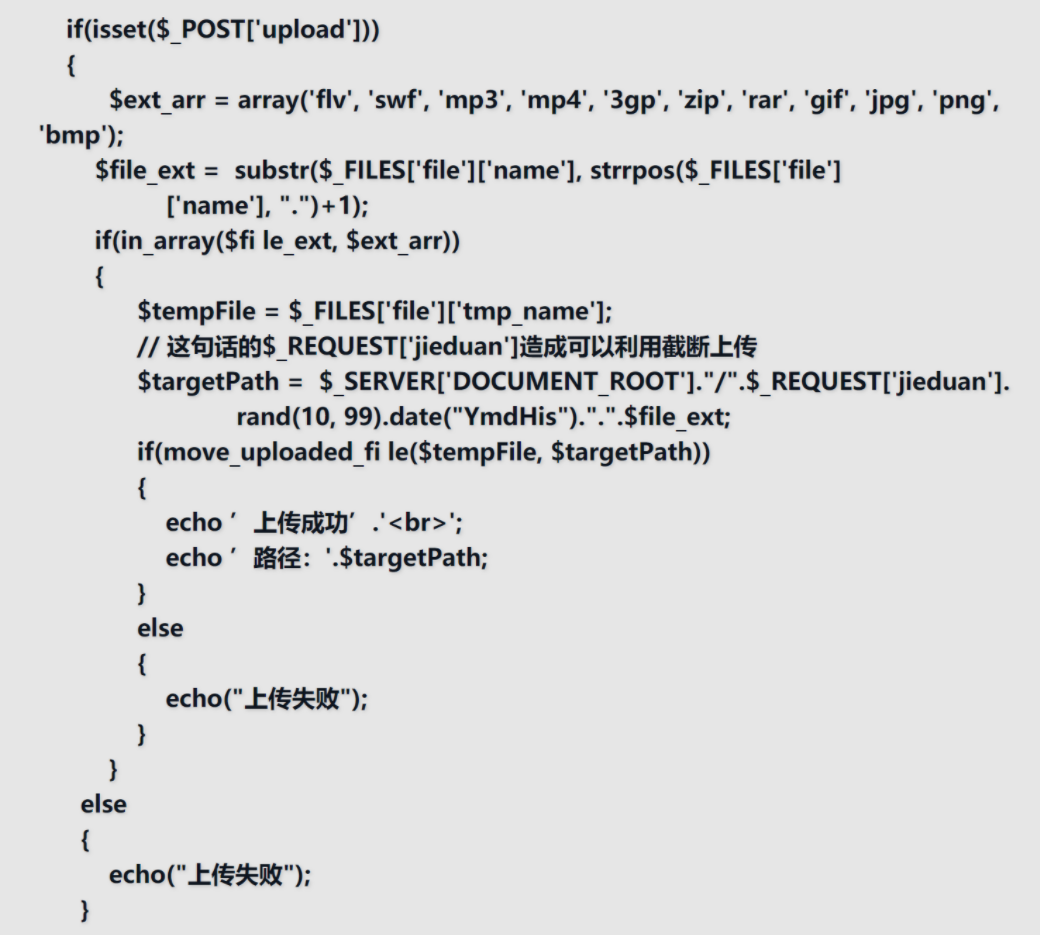 if(isset($_POST['upload']))
{
$ext_arr = array('flv', 'swf', 'mp3', 'mp4', '3gp', 'zip', 'rar', 'gif', 'jpg', 'png',
'bmp');
$file_ext =  substr($_FILES['file']['name'], strrpos($_FILES['file']
['name'], ".")+1);
if(in_array($fi le_ext, $ext_arr))
{
$tempFile = $_FILES['file']['tmp_name'];
// 这句话的$_REQUEST['jieduan']造成可以利用截断上传
$targetPath =  $_SERVER['DOCUMENT_ROOT']."/".$_REQUEST['jieduan'].
rand(10, 99).date("YmdHis").".".$file_ext;
if(move_uploaded_fi le($tempFile, $targetPath))
{
echo ′上传成功′.'<br>';
echo ′路径：'.$targetPath;
}
else
{
echo("上传失败");
}
}
else
{
echo("上传失败");
}